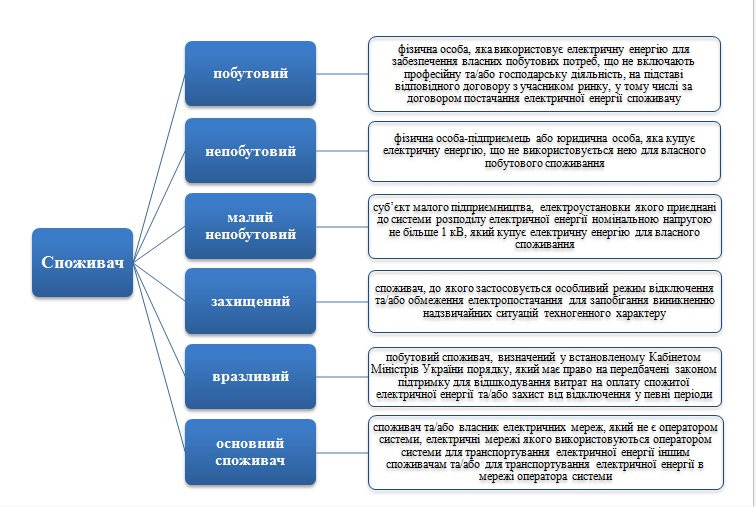 Споживач
побутовий
фізична особа, яка використовує електричну енергію для
забезпечення власних побутових потреб, що не включають
професійну та/або господарську діяльність, на підставі
відповідного договору з учасником ринку, у тому числі за
договором постачання електричної енергії споживачу
непобутовий
фізична особа-підприємець або юридична особа, яка купує
електричну енергію, що не використовується нею для власного
побутового споживання
малий
непобутовий
суб’єкт малого підприємництва, електроустановки якого приєднані
до системи розподілу електричної енергії номінальною напругою
не більше 1 кВ, який купує електричну енергію для власного
споживання
захищений
споживач, до якого застосовується особливий режим відключення
та/або обмеження електропостачання для запобігання виникненню
надзвичайних ситуацій техногенного характеру
вразливий
побутовий споживач, визначений у встановленому Кабінетом
Міністрів України порядку, який має право на передбачені законом
підтримку для відшкодування витрат на оплату спожитої
електричної енергії та/або захист від відключення у певні періоди
основний
споживач
споживач та/або власник електричних мереж, який не є оператором
системи, електричні мережі якого використовуються оператором
системи для транспортування електричної енергії іншим
споживачам та/або для транспортування електричної енергії в
мережі оператора системи